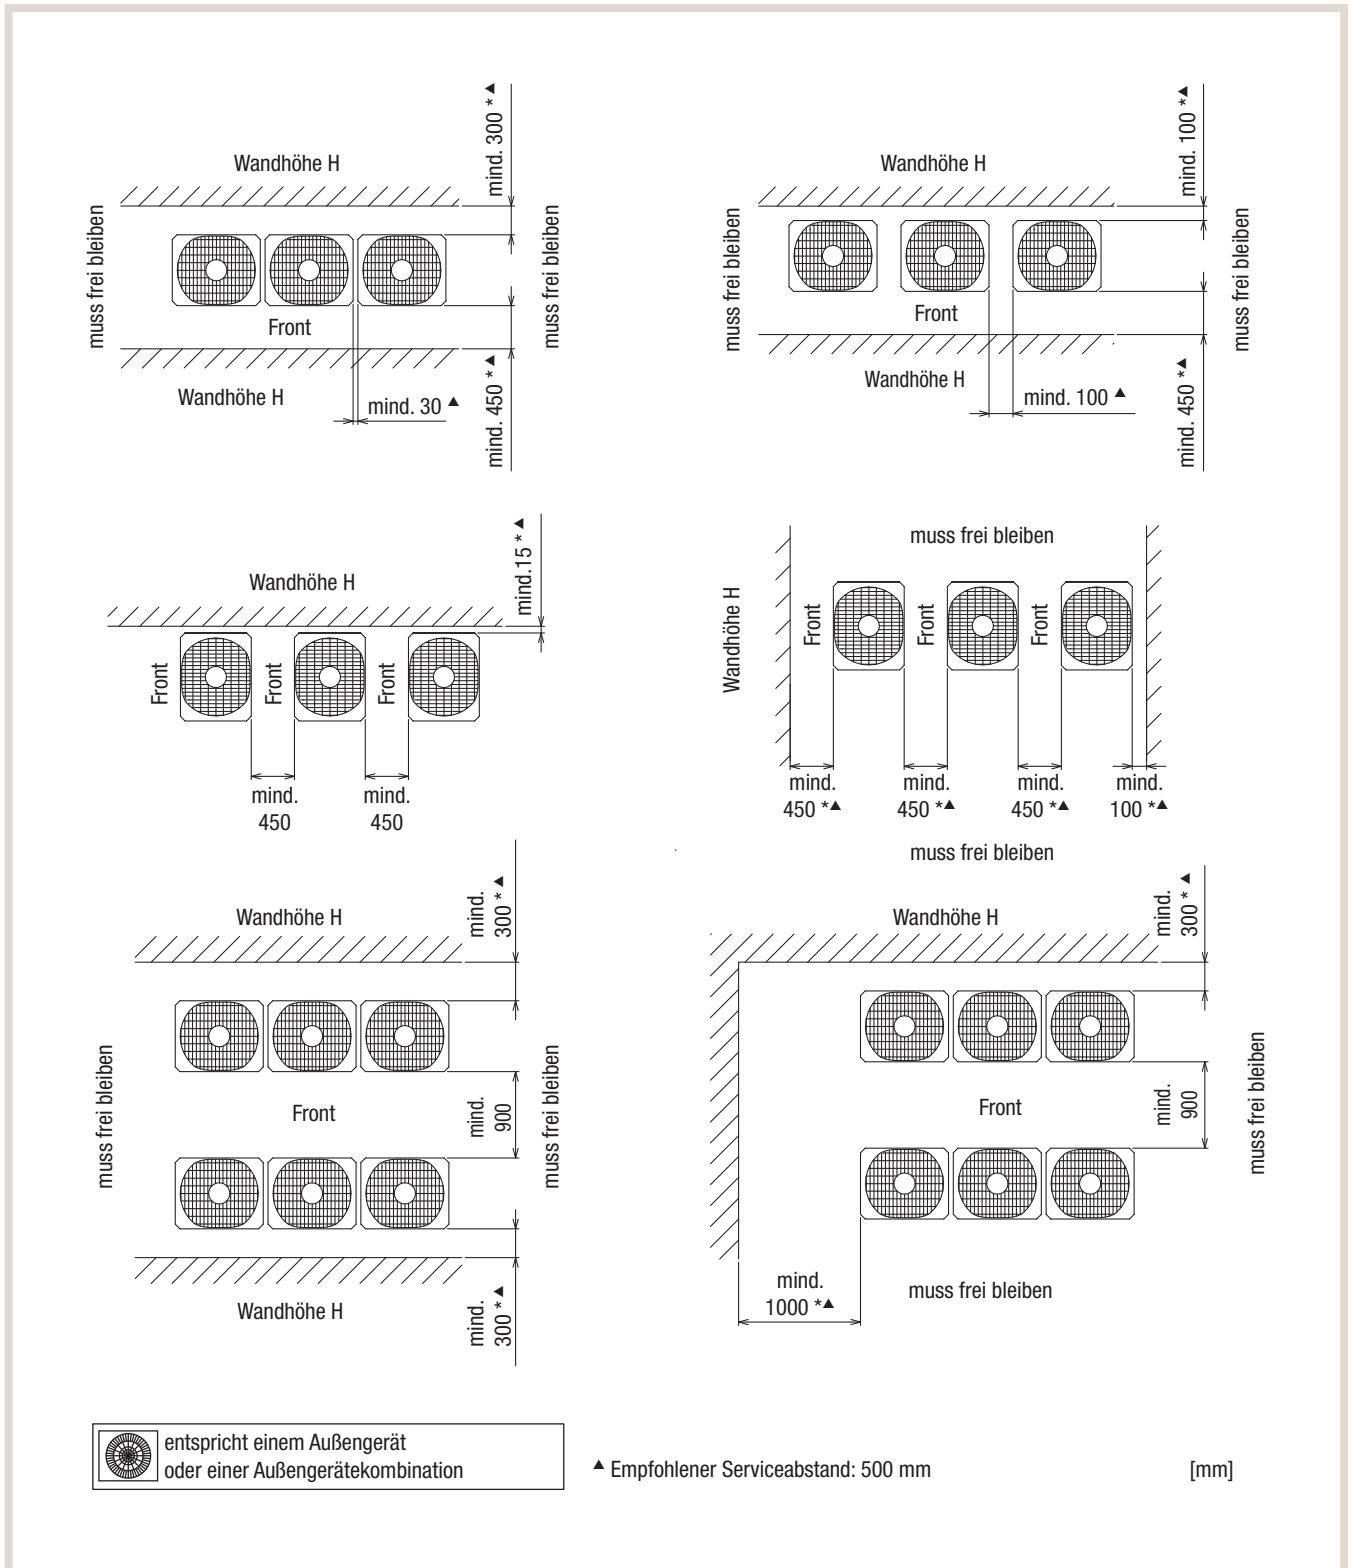 mind. 300 *▲
Wandhöhe H
muss frei bleiben
muss frei bleiben
Front
Wandhöhe H
mind. 30 ▲
mind. 450 *▲
mind. 100 *▲
Wandhöhe H
muss frei bleiben
muss frei bleiben
Front
Wandhöhe H
mind. 100 ▲
mind. 450 *▲
mind.15 *▲
Wandhöhe H
Front
Front
Front
mind.
450
mind.
450
muss frei bleiben
Wandhöhe H
Front
Front
Front
mind.
450 *▲
mind.
450 *▲
mind.
450 *▲
mind.
100 *▲
muss frei bleiben
mind.
300 *▲
Wandhöhe H
muss frei bleiben
muss frei bleiben
Front
mind.
900
Wandhöhe H
mind.
300 *▲
mind.
300 *▲
Wandhöhe H
Front
mind.
900
muss frei bleiben
mind.
1000 *▲
muss frei bleiben
entspricht einem Außengerät
oder einer Außengerätekombination
▲ Empfohlener Serviceabstand: 500 mm
[mm]